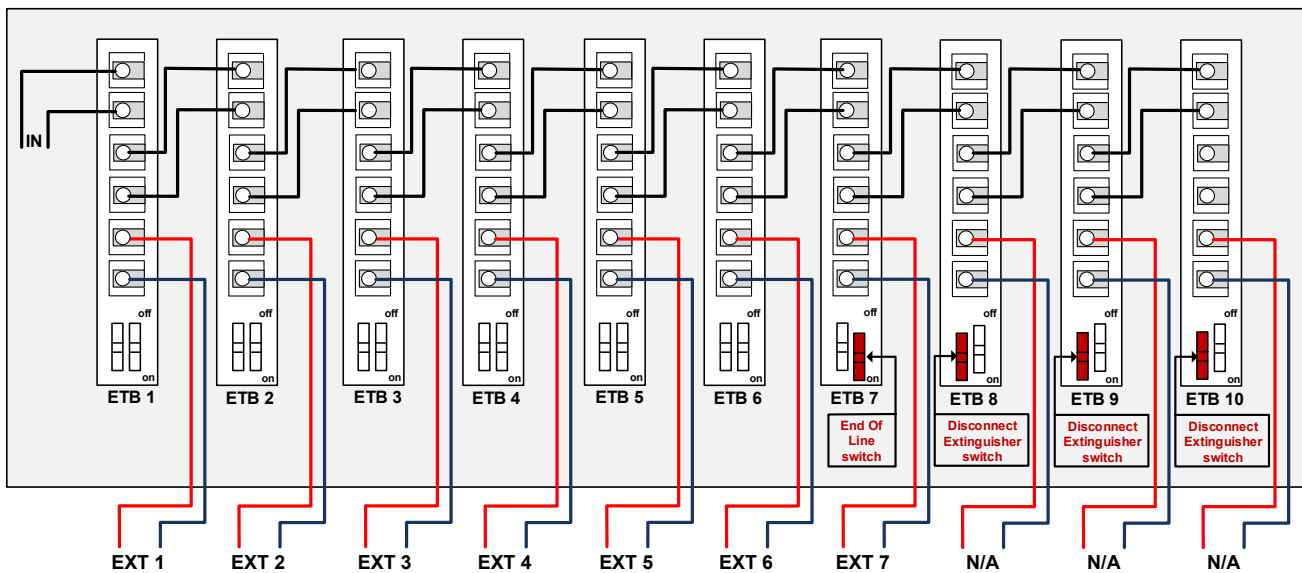 IN
off off off off off off off off off off
on on on on on on on on on on
ETB 1 ETB 2 ETB 3 ETB 4 ETB 5 ETB 6 ETB 7 ETB 8 ETB 9 ETB 10
End Of
Line
switch
Disconnect
Extinguisher
switch
Disconnect
Extinguisher
switch
Disconnect
Extinguisher
switch
EXT 1 EXT 2 EXT 3 EXT 4 EXT 5 EXT 6 EXT 7 N/A N/A N/A